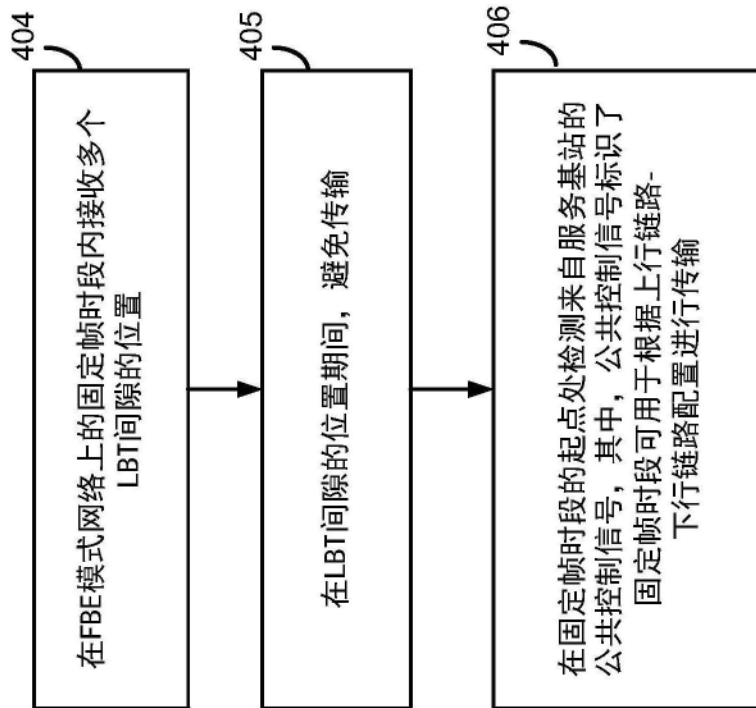 404
在FBE模式网络上的固定帧时段内接收多个
LBT间隙的位置
405
在LBT间隙的位置期间，避免传输
406
在固定帧时段的起点处检测来自服务基站的
公共控制信号，其中，公共控制信号标识了
固定帧时段可用于根据上行链路-
下行链路配置进行传输